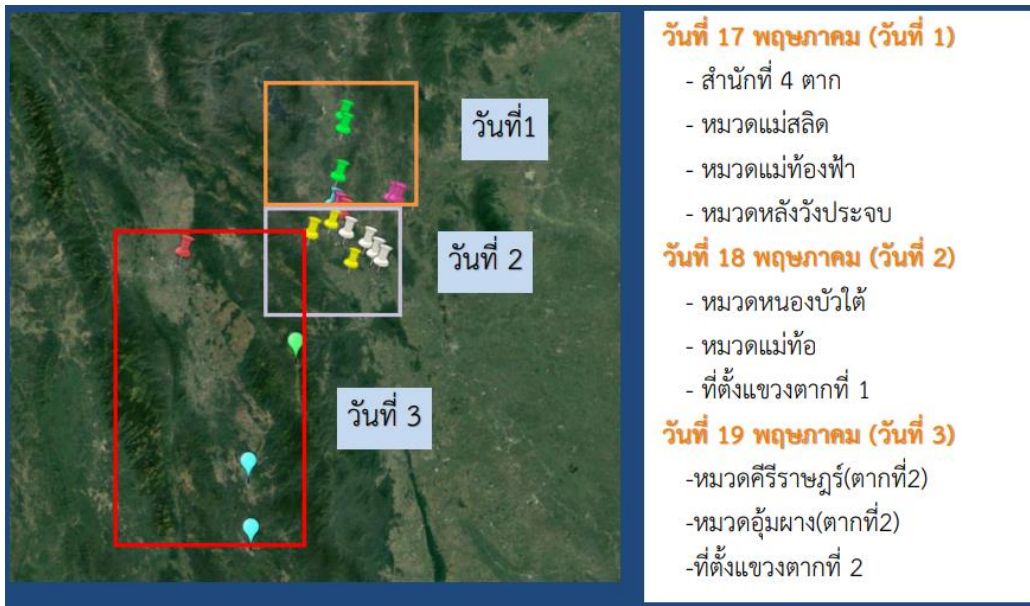 วันที่1
วันที่ 2
วันที่ 3
วันที่ 17 พฤษภาคม (วันที่ 1)
- สำนักที่ 4 ตาก
- หมวดแม่สลิด
- หมวดแม่ท้องฟ้า
- หมวดหลังวังประจบ
วันที่ 18 พฤษภาคม (วันที่ 2)
- หมวดหนองบัวใต้
- หมวดแม่ท้อ
- ที่ตั้งแขวงตากที่ 1
วันที่ 19 พฤษภาคม (วันที่ 3)
-หมวดคีรีราษฎร์(ตากที่2)
-หมวดอุ้มผาง(ตากที่2)
-ที่ตั้งแขวงตากที่ 2